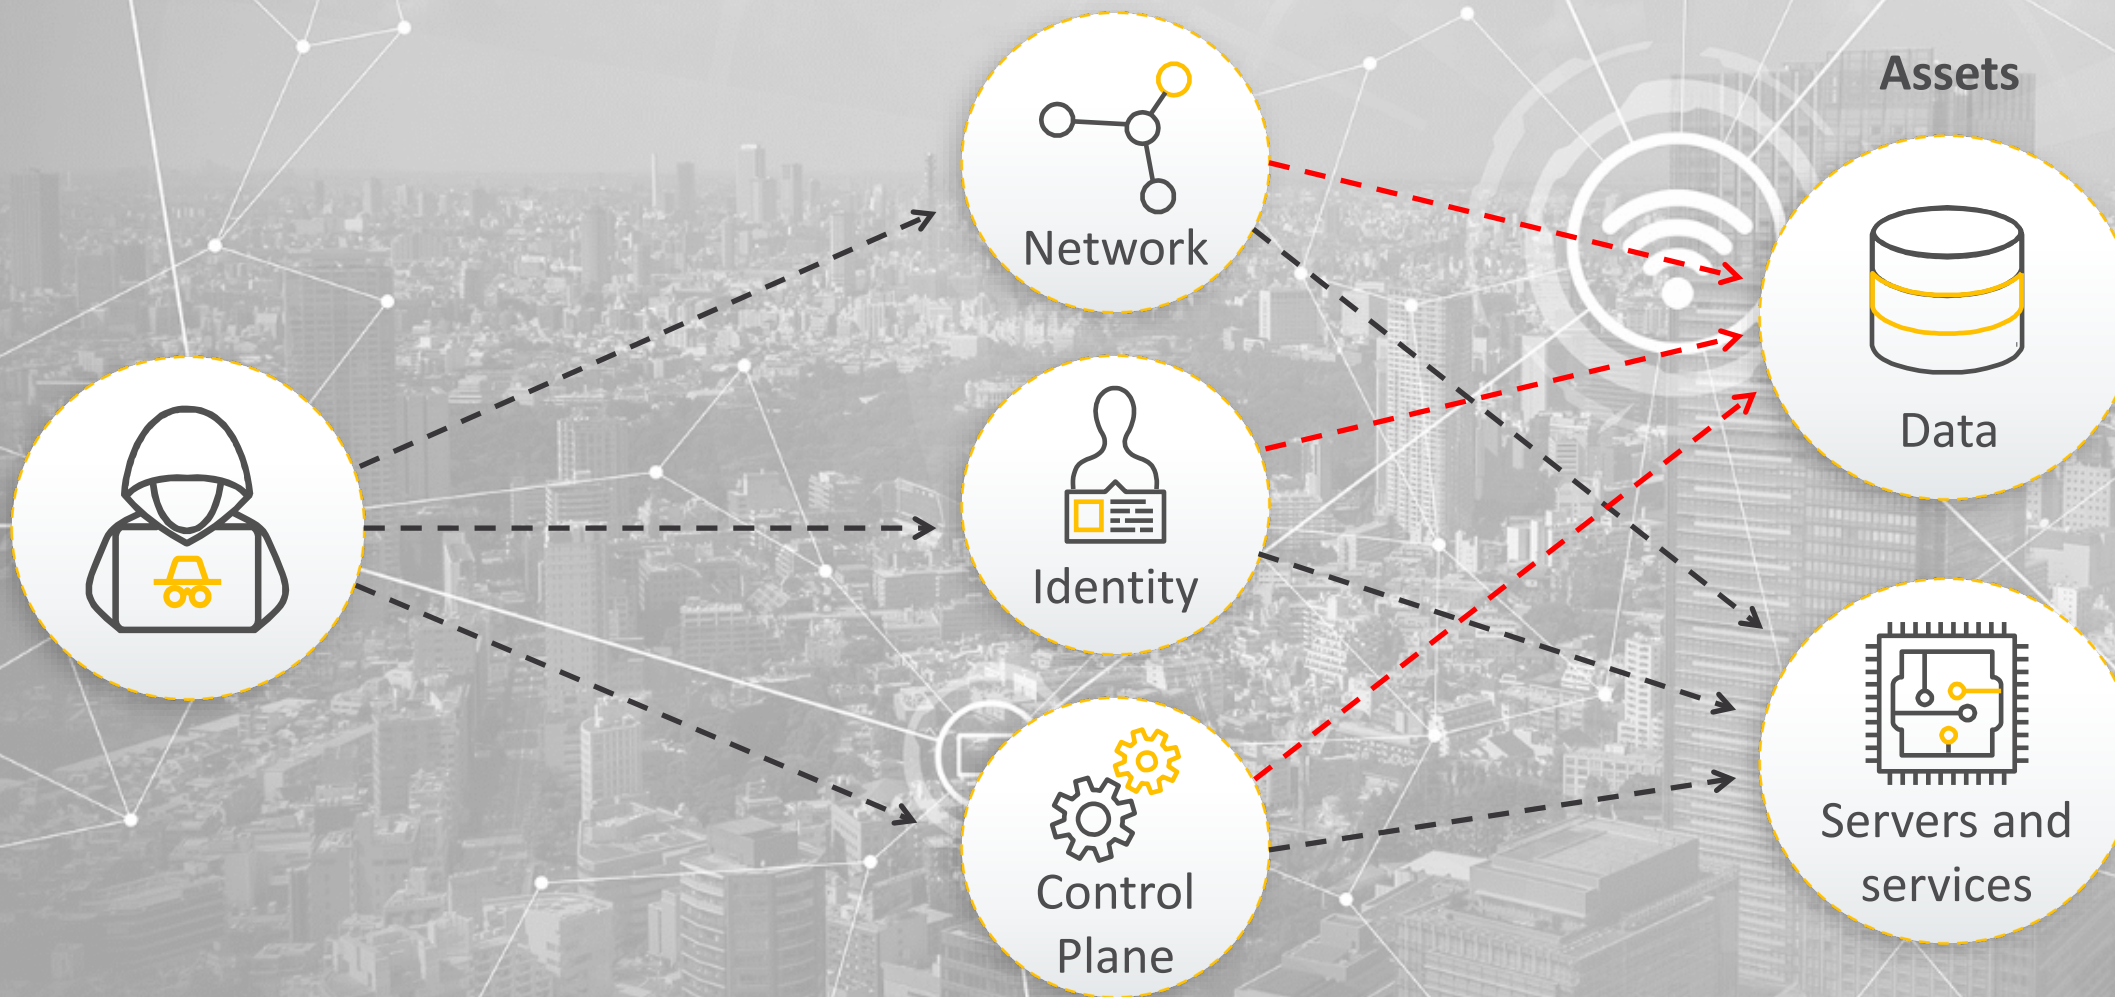 Assets
Network
Data
Identity
Servers and
services
Control
Plane